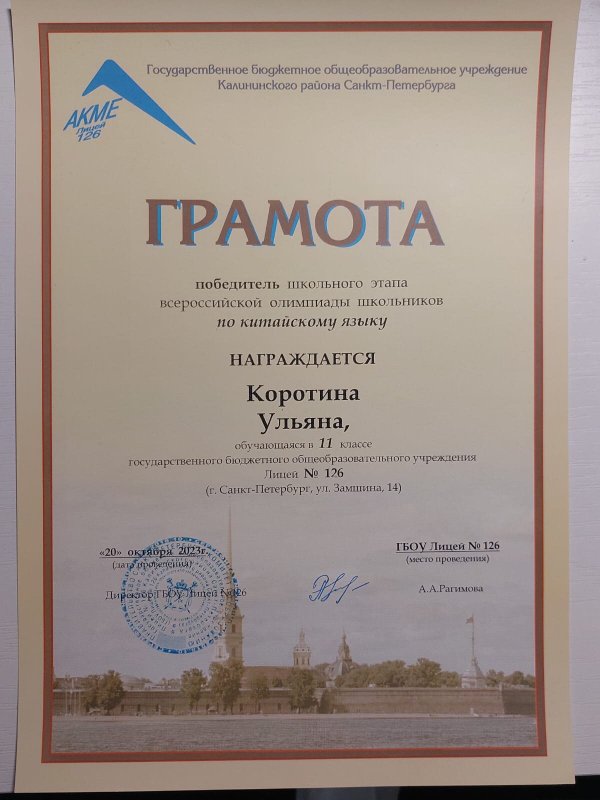 Государственное бюджетное общеобразовательное учреждение
Калининского района Санкт-Петербурга
АКМЕ
Лицей
126
ГРАМОТА
победитель школьного этапа
всероссийской олимпиады школьников
по китайскому языку
НАГРАЖДАЕТСЯ
Коротина
Ульяна,
обучающаяся в 11 классе
государственного бюджетного общеобразовательного учреждения
Лицей № 126
(г. Санкт-Петербург, ул. Замшина, 14)
«20» октября 2023г.
(дата проведения)
ГБОУ Лицей № 126
(место проведения)
Директор ГБОУ Лицей №126
А.А.Рагимова